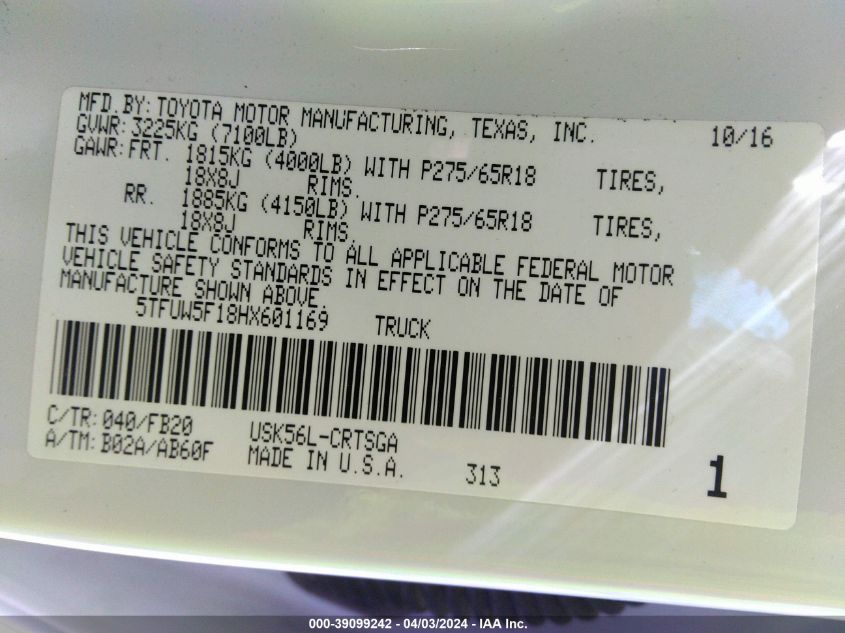 MFD. BY: TOYOTA MOTOR MANUFACTURING, TEXAS, INC. 10/16
GVWR: 3225KG (7100LB)
GAWR: FRT. 1815KG (4000LB) WITH P275/65R18 TIRES,
18X8J RIMS.
RR. 1885KG (4150LB) WITH P275/65R18 TIRES,
18X8J RIMS.
THIS VEHICLE CONFORMS TO ALL APPLICABLE FEDERAL MOTOR
VEHICLE SAFETY STANDARDS IN EFFECT ON THE DATE OF
MANUFACTURE SHOWN ABOVE.
5TFUW5F18HX601169 TRUCK
C/TR: 040/FB20 USK56L-CRTSGA
A/TM: B02A/AB60F MADE IN U.S.A. 313 1
000-39099242 - 04/03/2024 - IAA Inc.